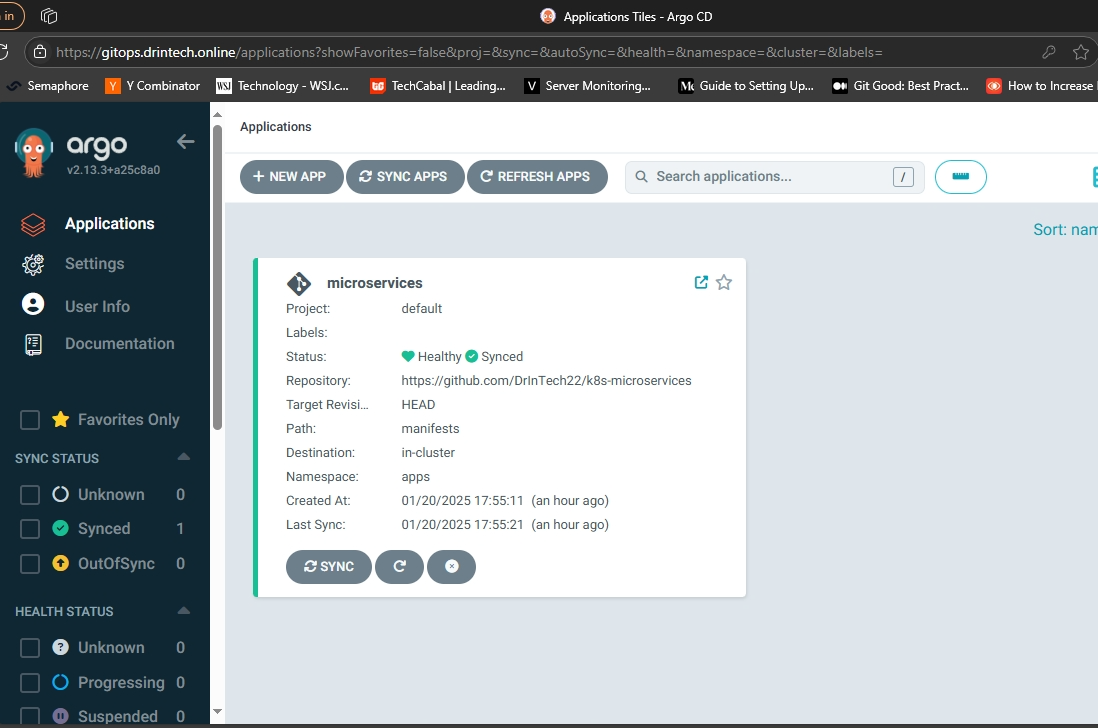 in
Applications Tiles - Argo CD
https://gitops.drintech.online/applications?showFavorites=false&proj=&sync=&autoSync=&health=&namespace=&cluster=&labels=
Semaphore
Y Y Combinator
WSJ Technology - WSJ.c...
TC TechCabal | Leading...
V Server Monitoring...
M Guide to Setting Up...
Git Good: Best Pract...
How to Increase
argo
v2.13.3+a25c8a0
Applications
Settings
User Info
Documentation
Favorites Only
SYNC STATUS
Unknown 0
Synced 1
OutOfSync 0
HEALTH STATUS
Unknown 0
Progressing 0
Suspended 0
Applications
+ NEW APP
SYNC APPS
REFRESH APPS
Search applications... /
Sort: nam
microservices
Project: default
Labels:
Status: Healthy Synced
Repository: https://github.com/DrInTech22/k8s-microservices
Target Revisi... HEAD
Path: manifests
Destination: in-cluster
Namespace: apps
Created At: 01/20/2025 17:55:11 (an hour ago)
Last Sync: 01/20/2025 17:55:21 (an hour ago)
SYNC